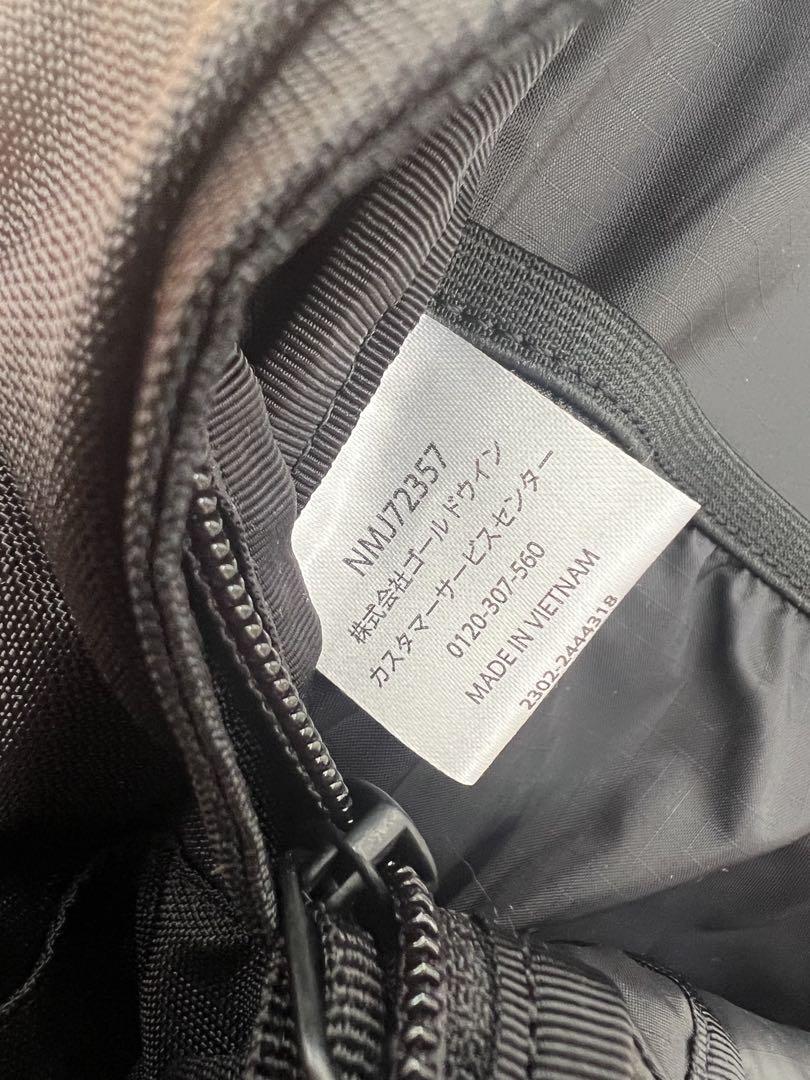 NMJ72357
株式会社ゴールドウイン
カスタマーサービスセンター
0120-307-560
MADE IN VIETNAM
2302-2444318